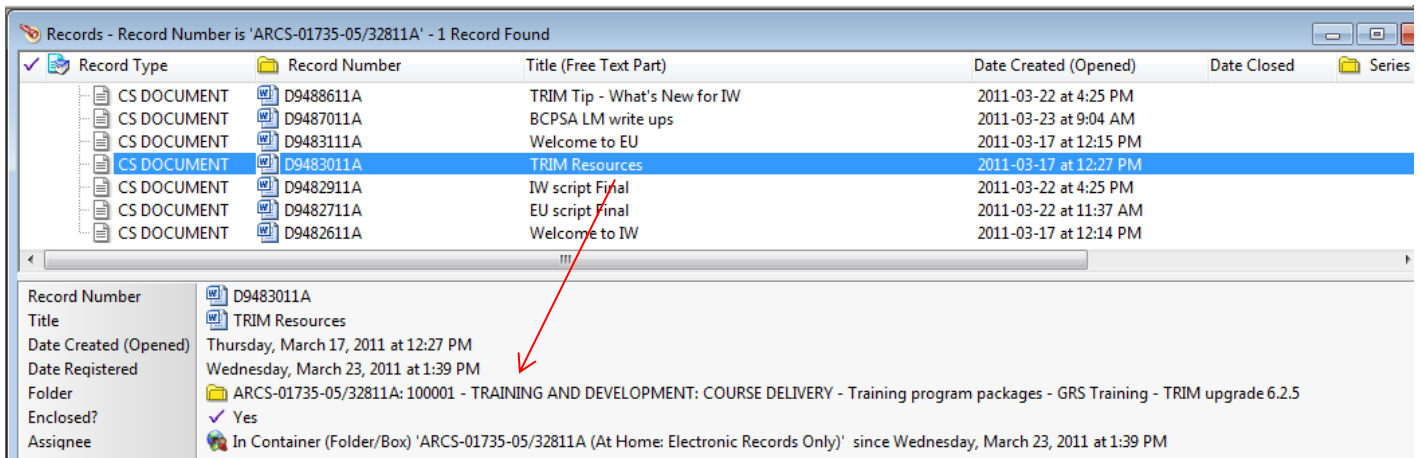 Records - Record Number is 'ARCS-01735-05/32811A' - 1 Record Found
Record Type Record Number Title (Free Text Part) Date Created (Opened) Date Closed Series
CS DOCUMENT D9488611A TRIM Tip - What's New for IW 2011-03-22 at 4:25 PM
CS DOCUMENT D9487011A BCPSA LM write ups 2011-03-23 at 9:04 AM
CS DOCUMENT D9483111A Welcome to EU 2011-03-17 at 12:15 PM
CS DOCUMENT D9483011A TRIM Resources 2011-03-17 at 12:27 PM
CS DOCUMENT D9482911A IW script Final 2011-03-22 at 4:25 PM
CS DOCUMENT D9482711A EU script Final 2011-03-22 at 11:37 AM
CS DOCUMENT D9482611A Welcome to IW 2011-03-17 at 12:14 PM
Record Number D9483011A
Title TRIM Resources
Date Created (Opened) Thursday, March 17, 2011 at 12:27 PM
Date Registered Wednesday, March 23, 2011 at 1:39 PM
Folder ARCS-01735-05/32811A: 100001 - TRAINING AND DEVELOPMENT: COURSE DELIVERY - Training program packages - GRS Training - TRIM upgrade 6.2.5
Enclosed? Yes
Assignee In Container (Folder/Box) 'ARCS-01735-05/32811A (At Home: Electronic Records Only)' since Wednesday, March 23, 2011 at 1:39 PM